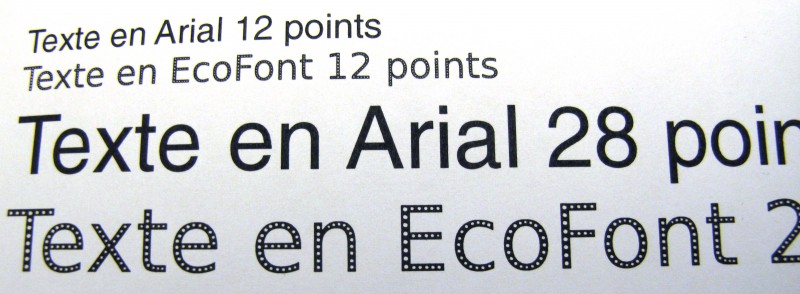 Texte en Arial 12 points
Texte en EcoFont 12 points
Texte en Arial 28 poin
Texte en EcoFont 2